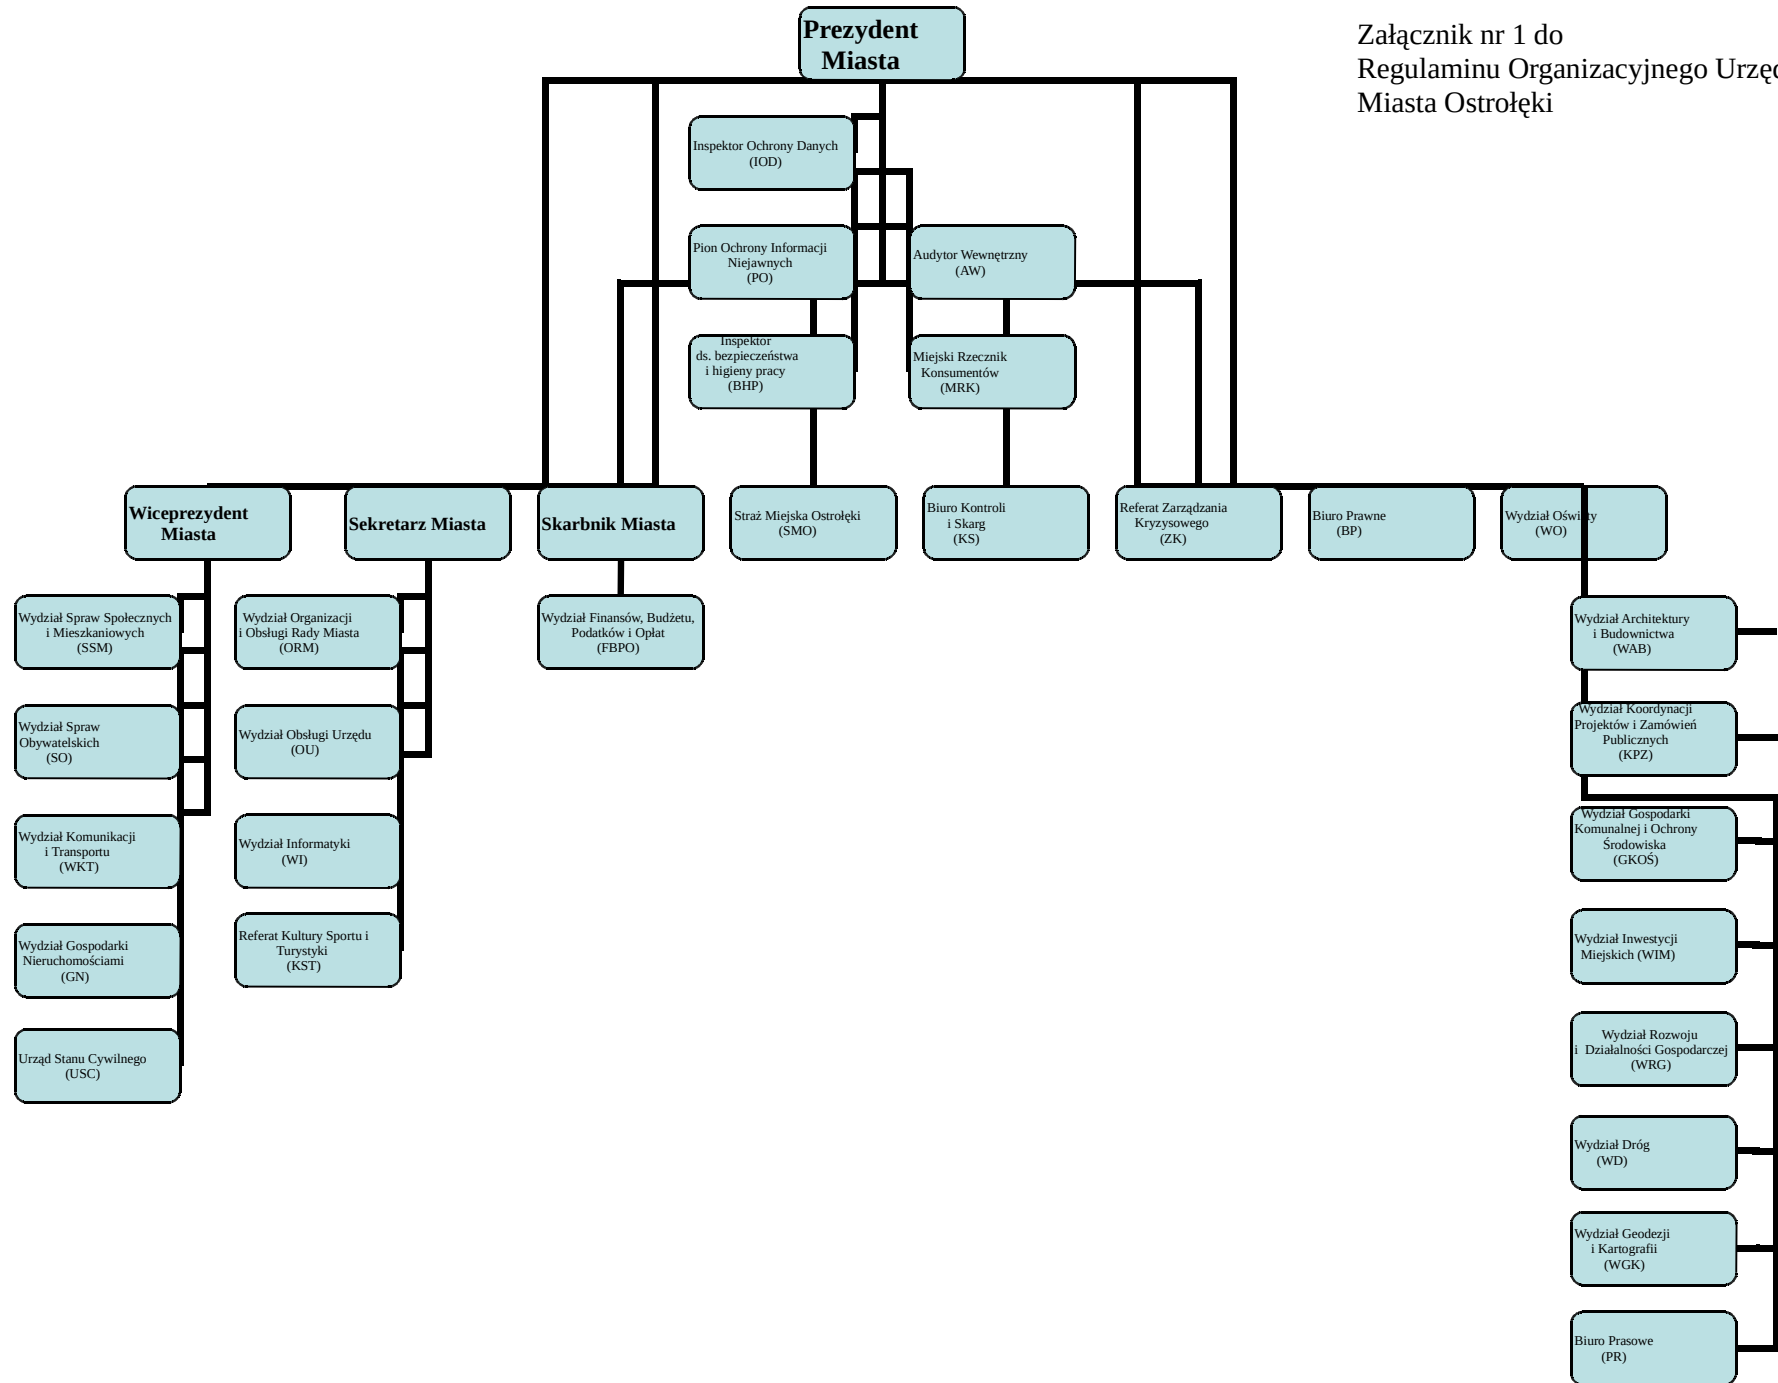 Prezydent
Miasta
Załącznik nr 1 do
Regulaminu Organizacyjnego
Miasta Ostrołęki
Inspektor Ochrony Danych
(IOD)
Pion Ochrony Informacji
Niejawnych
(PO)
Audytor Wewnętrzny
(AW)
Inspektor
ds. bezpieczeństwa
i higieny pracy
(BHP)
Miejski Rzecznik
Konsumentów
(MRK)
Wiceprezydent
Miasta
Sekretarz Miasta
Skarbnik Miasta
Straż Miejska Ostrołęki
(SMO)
Biuro Kontroli
i Skarg
(KS)
Referat Zarządzania
Kryzysowego
(ZK)
Biuro Prawne
(BP)
Wydział Oświaty
(WO)
Wydział Spraw Społecznych
i Mieszkaniowych
(SSM)
Wydział Spraw
Obywatelskich
(SO)
Wydział Komunikacji
i Transportu
(WKT)
Wydział Gospodarki
Nieruchomościami
(GN)
Urząd Stanu Cywilnego
(USC)
Wydział Organizacji
i Obsługi Rady Miasta
(ORM)
Wydział Obsługi Urzędu
(OU)
Wydział Informatyki
(WI)
Referat Kultury Sportu i
Turystyki
(KST)
Wydział Finansów, Budżetu,
Podatków i Opłat
(FBPO)
Wydział Architektury
i Budownictwa
(WAB)
Wydział Koordynacji
Projektów i Zamówień
Publicznych
(KPZ)
Wydział Gospodarki
Komunalnej i Ochrony
Środowiska
(GKOŚ)
Wydział Inwestycji
Miejskich (WIM)
Wydział Rozwoju
i Działalności Gospodarczej
(WRG)
Wydział Dróg
(WD)
Wydział Geodezji
i Kartografii
(WGK)
Biuro Prasowe
(PR)